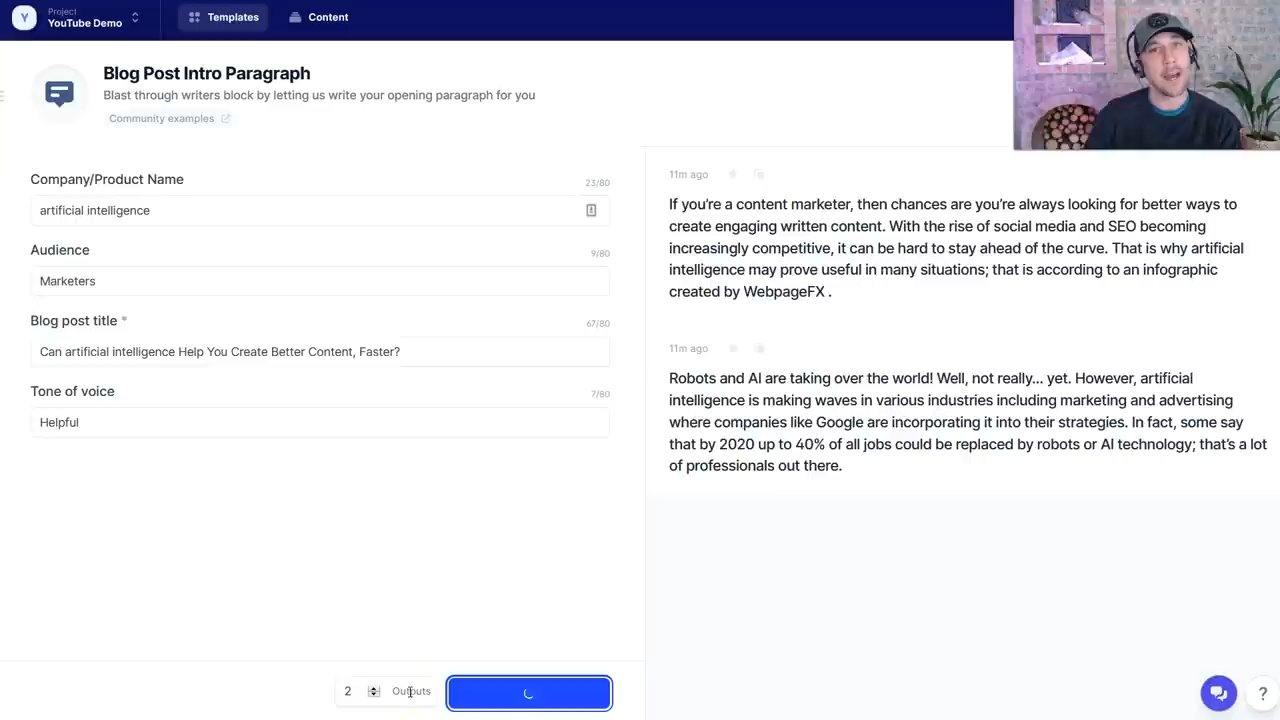 Y
Project
YouTube Demo
Templates
Content
Blog Post Intro Paragraph
Blast through writers block by letting us write your opening paragraph for you
Community examples
Company/Product Name
23/80
artificial intelligence
Audience
9/80
Marketers
Blog post title *
67/80
Can artificial intelligence Help You Create Better Content, Faster?
Tone of voice
7/80
Helpful
2
Outputs
11m ago
If you're a content marketer, then chances are you're always looking for better ways to
create engaging written content. With the rise of social media and SEO becoming
increasingly competitive, it can be hard to stay ahead of the curve. That is why artificial
intelligence may prove useful in many situations; that is according to an infographic
created by WebpageFX .
11m ago
Robots and AI are taking over the world! Well, not really... yet. However, artificial
intelligence is making waves in various industries including marketing and advertising
where companies like Google are incorporating it into their strategies. In fact, some say
that by 2020 up to 40% of all jobs could be replaced by robots or AI technology; that's a lot
of professionals out there.
?